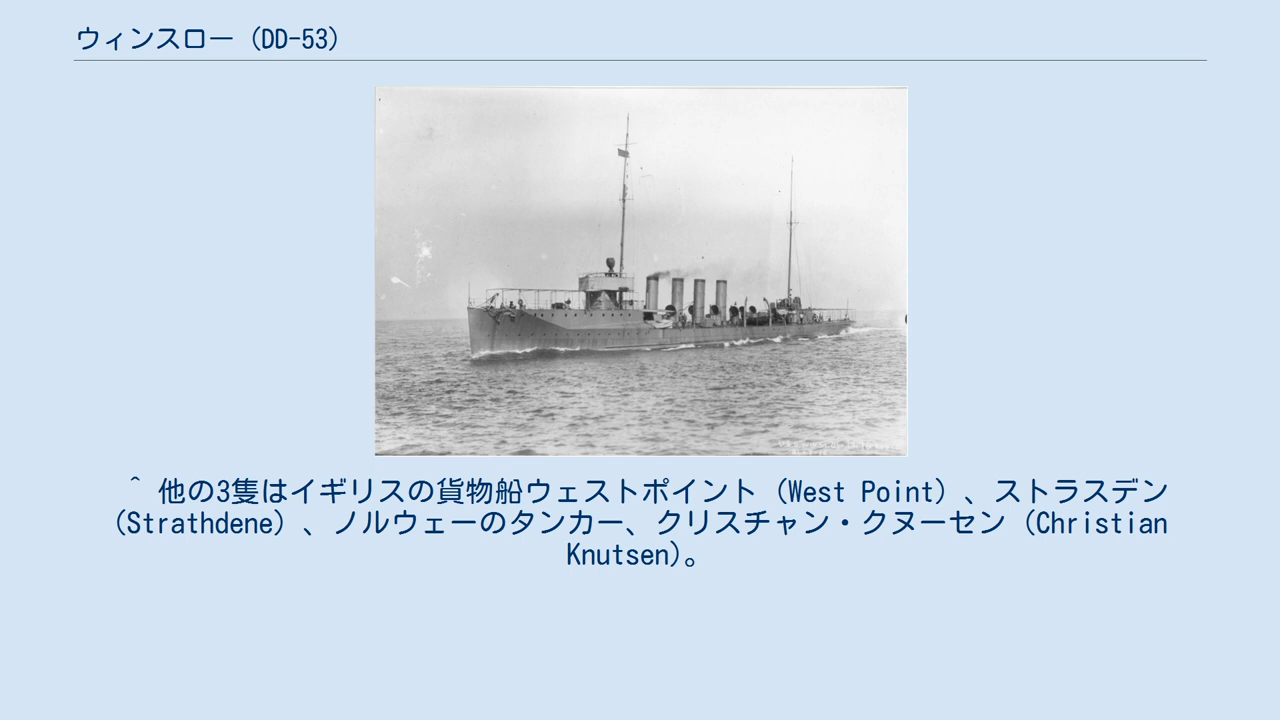 ウィンスロー (DD-53)
^ 他の3隻はイギリスの貨物船ウェストポイント（West Point）、ストラスデン
（Strathdene）、ノルウェーのタンカー、クリスチャン・クヌーセン（Christian
Knutsen)。